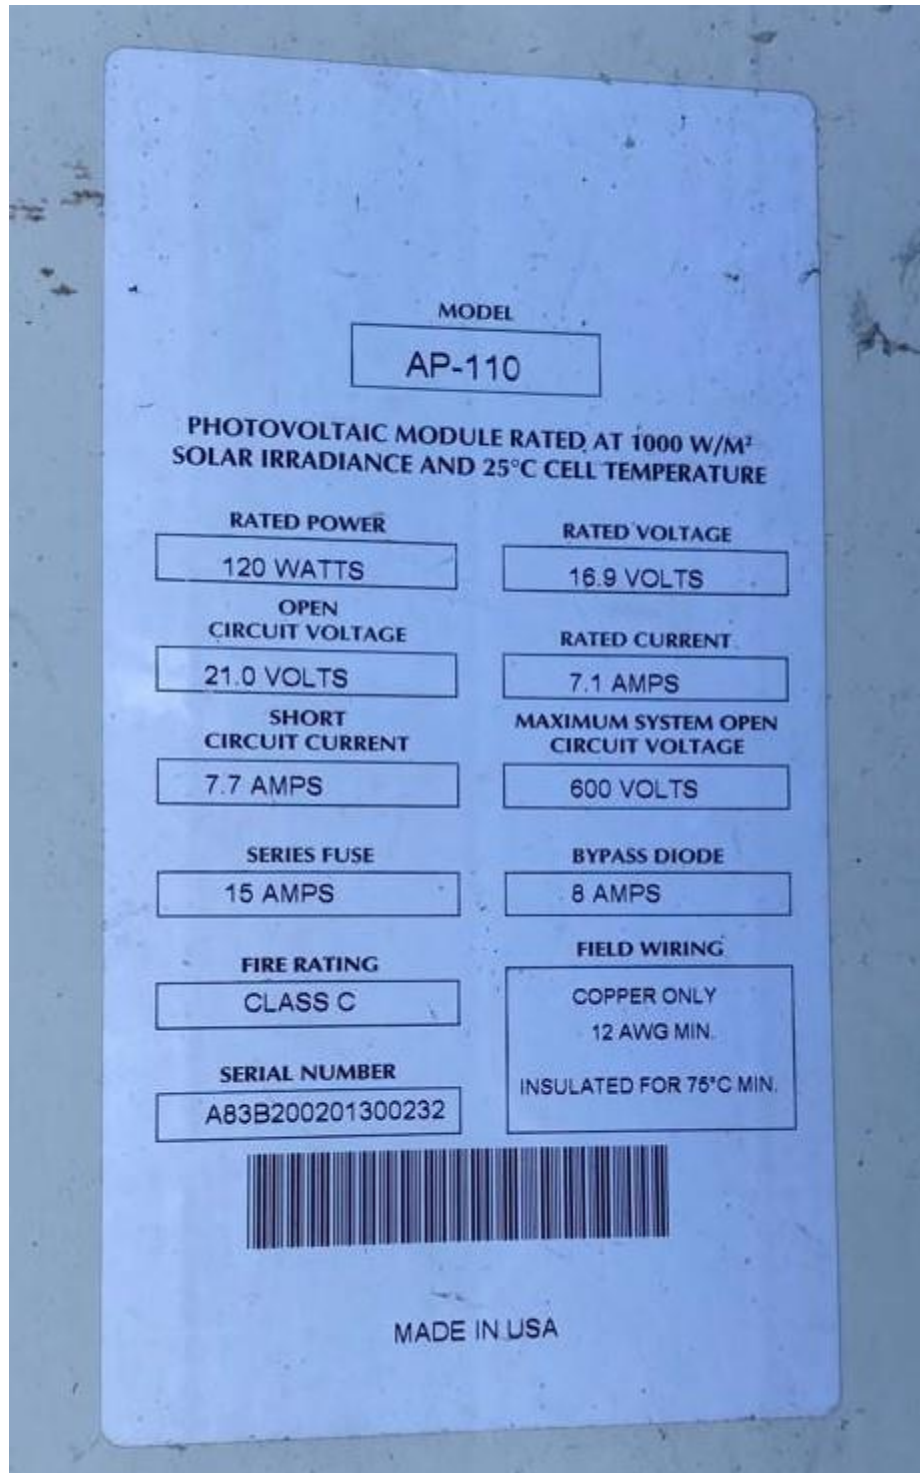 MODEL
AP-110
PHOTOVOLTAIC MODULE RATED AT 1000 W/M²
SOLAR IRRADIANCE AND 25°C CELL TEMPERATURE
RATED POWER
120 WATTS
RATED VOLTAGE
16.9 VOLTS
OPEN
CIRCUIT VOLTAGE
21.0 VOLTS
RATED CURRENT
7.1 AMPS
SHORT
CIRCUIT CURRENT
7.7 AMPS
MAXIMUM SYSTEM OPEN
CIRCUIT VOLTAGE
600 VOLTS
SERIES FUSE
15 AMPS
BYPASS DIODE
8 AMPS
FIRE RATING
CLASS C
FIELD WIRING
COPPER ONLY
12 AWG MIN.
INSULATED FOR 75°C MIN.
SERIAL NUMBER
A83B200201300232
MADE IN USA